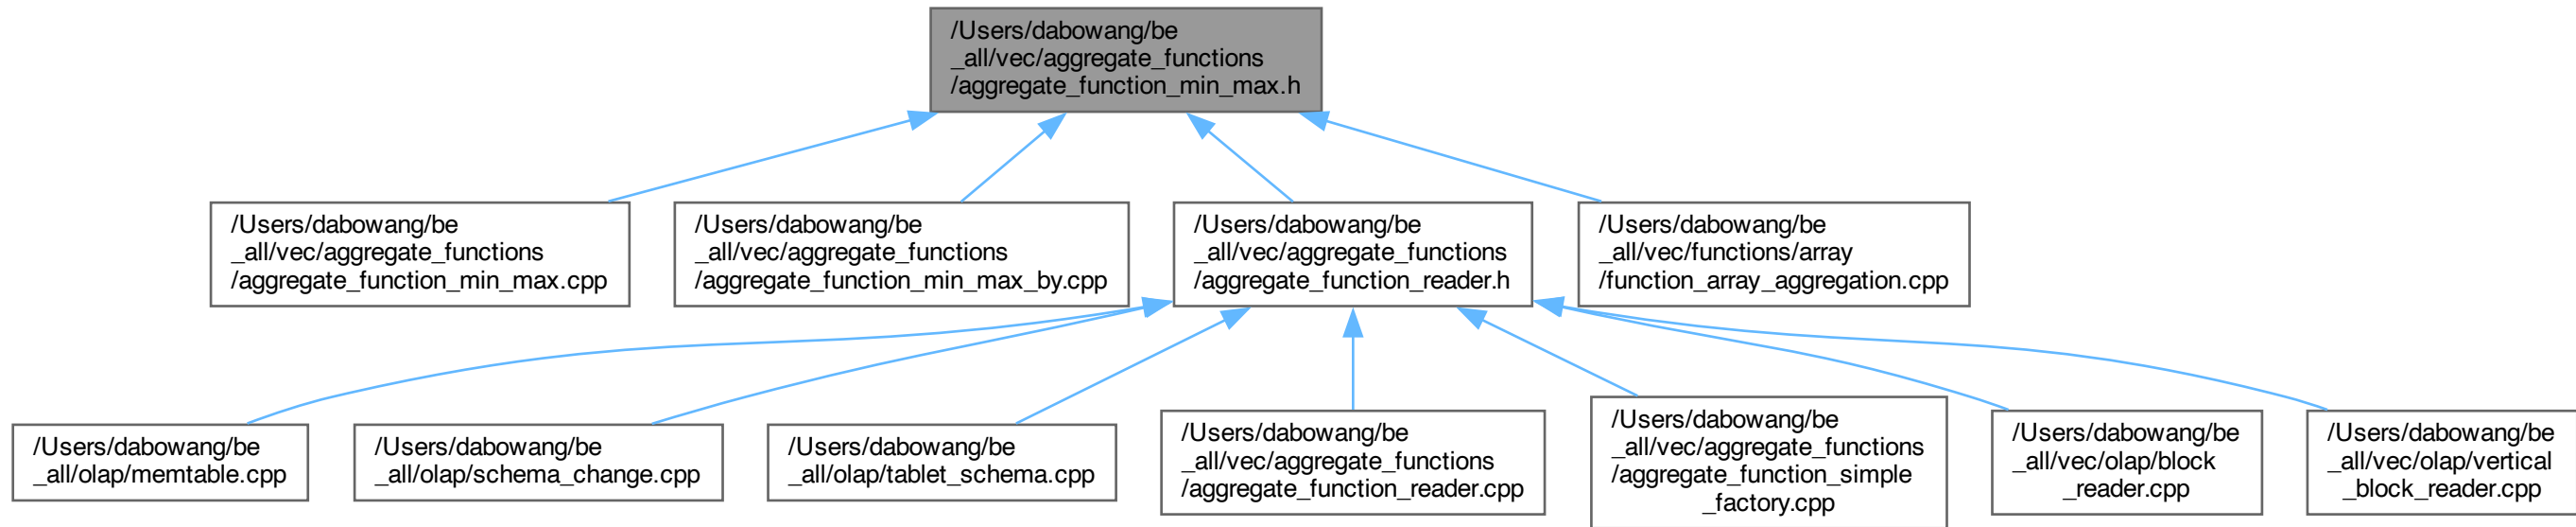 /Users/dabowang/be
_all/vec/aggregate_functions
/aggregate_function_min_max.h
/Users/dabowang/be
_all/vec/aggregate_functions
/aggregate_function_min_max.cpp
/Users/dabowang/be
_all/vec/aggregate_functions
/aggregate_function_min_max_by.cpp
/Users/dabowang/be
_all/vec/aggregate_functions
/aggregate_function_reader.h
/Users/dabowang/be
_all/vec/functions/array
/function_array_aggregation.cpp
/Users/dabowang/be
_all/olap/memtable.cpp
/Users/dabowang/be
_all/olap/schema_change.cpp
/Users/dabowang/be
_all/olap/tablet_schema.cpp
/Users/dabowang/be
_all/vec/aggregate_functions
/aggregate_function_reader.cpp
/Users/dabowang/be
_all/vec/aggregate_functions
/aggregate_function_simple
_factory.cpp
/Users/dabowang/be
_all/vec/olap/block
_reader.cpp
/Users/dabowang/be
_all/vec/olap/vertical
_block_reader.cpp